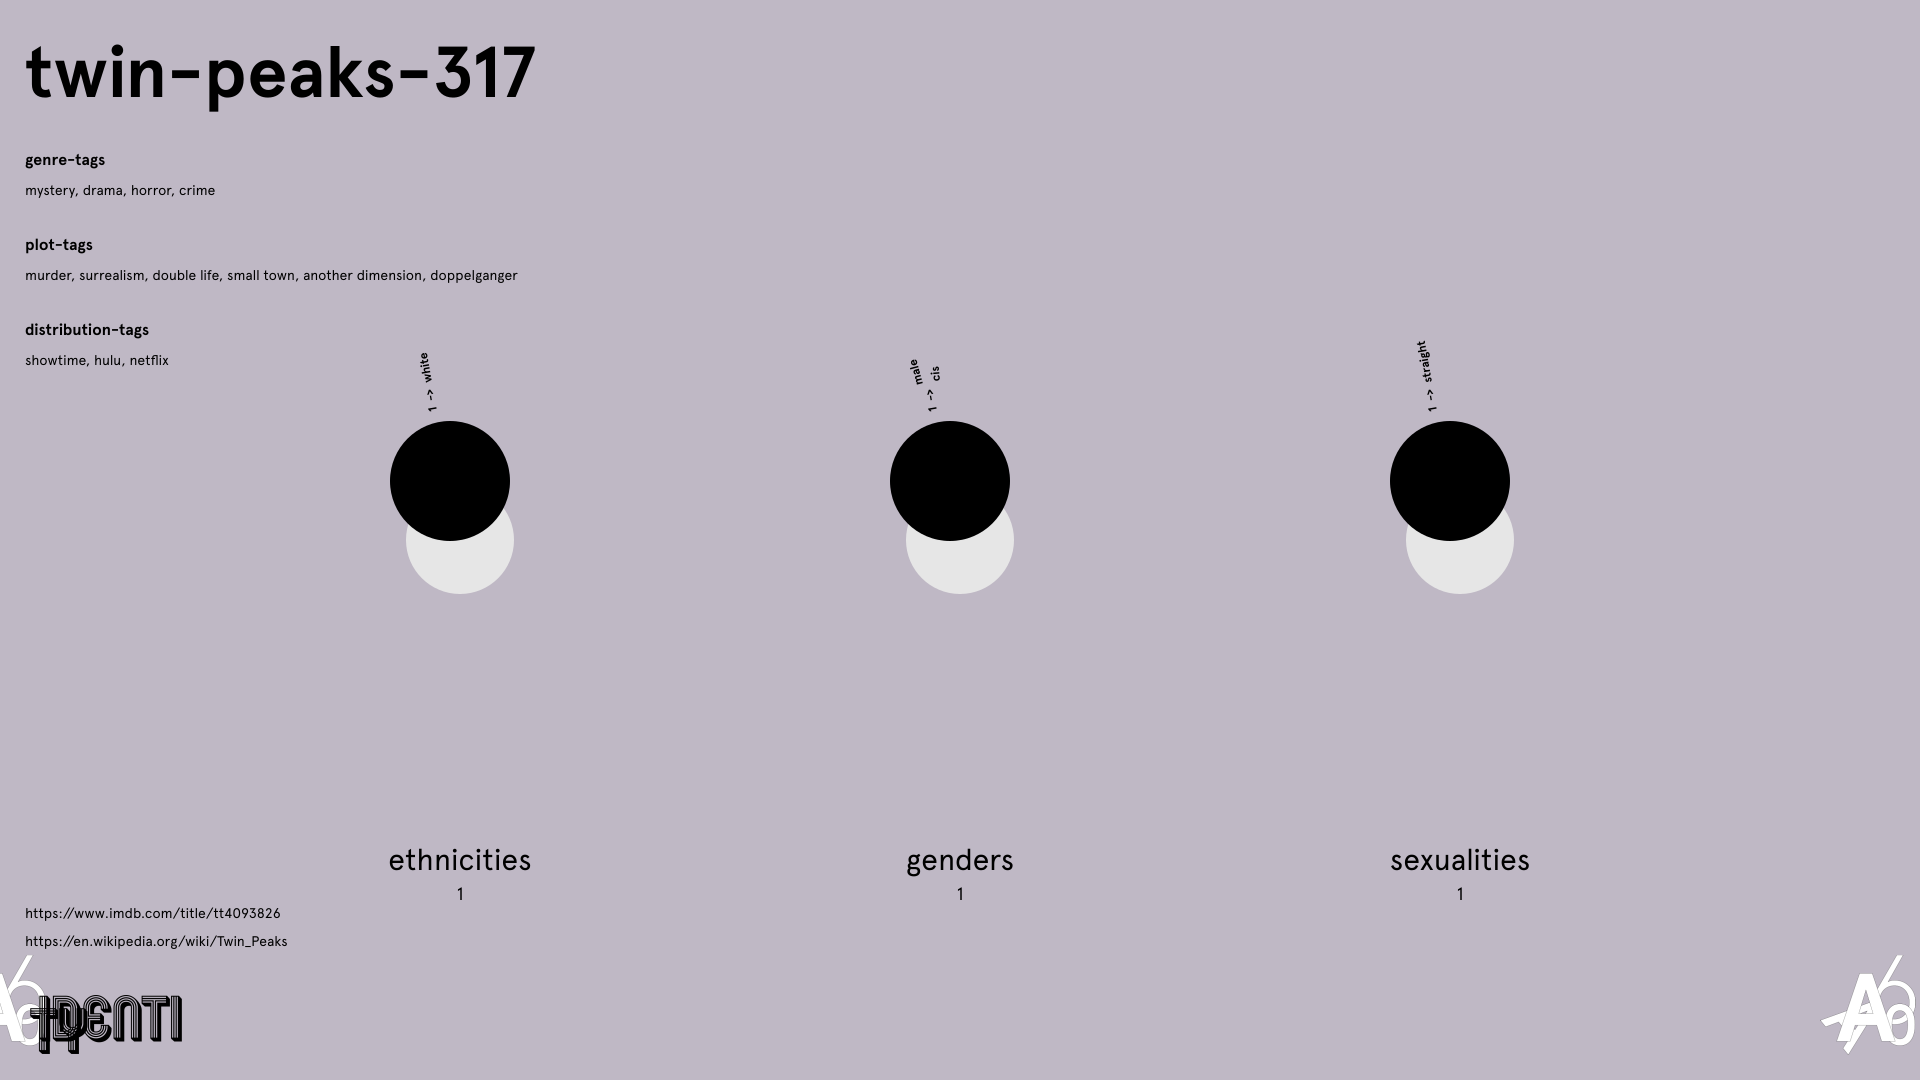 twin-peaks-317
genre-tags
mystery, drama, horror, crime
plot-tags
murder, surrealism, double life, small town, another dimension, doppelganger
distribution-tags
showtime, hulu, netflix
1 -> white
1 -> male
cis
1 -> straight
ethnicities
1
genders
1
sexualities
1
https://www.imdb.com/title/tt4093826
https://en.wikipedia.org/wiki/Twin_Peaks
IDENTI